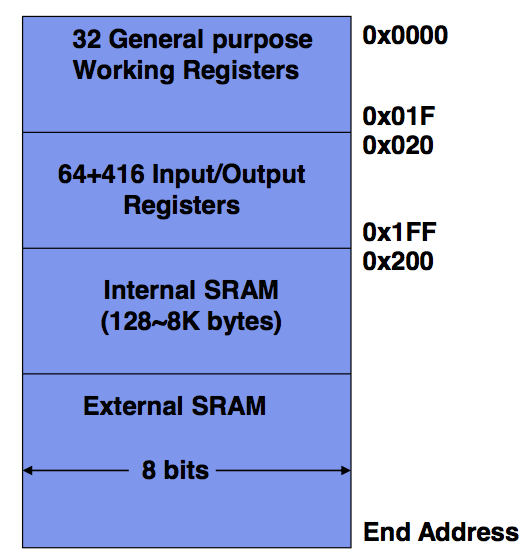 32 General purpose
Working Registers
0x0000
0x01F
0x020
64+416 Input/Output
Registers
0x1FF
0x200
Internal SRAM
(128~8K bytes)
External SRAM
8 bits
End Address